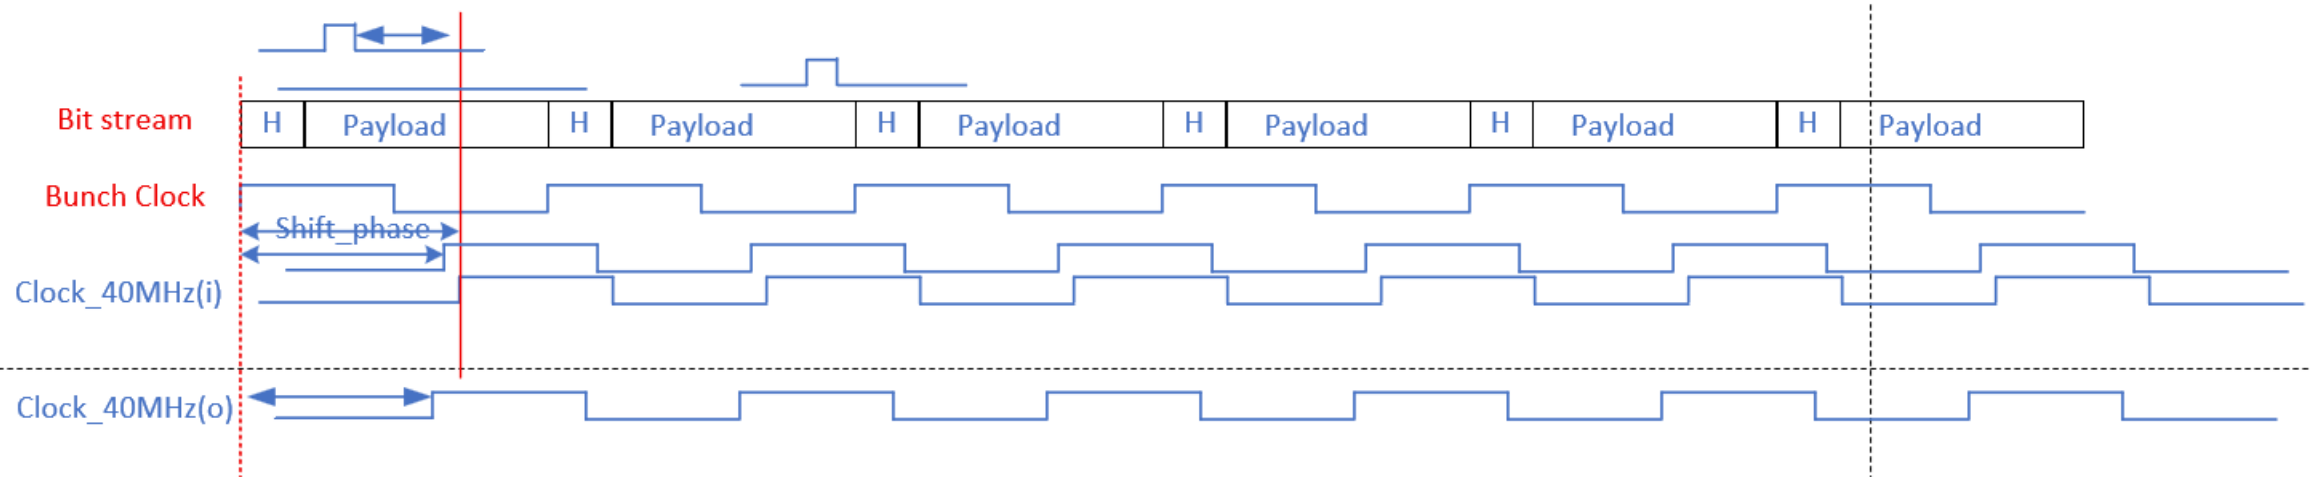 Bit stream H Payload H Payload H Payload H Payload H Payload H Payload
Bunch Clock
Shift_phase
Clock_40MHz(i)
Clock_40MHz(o)